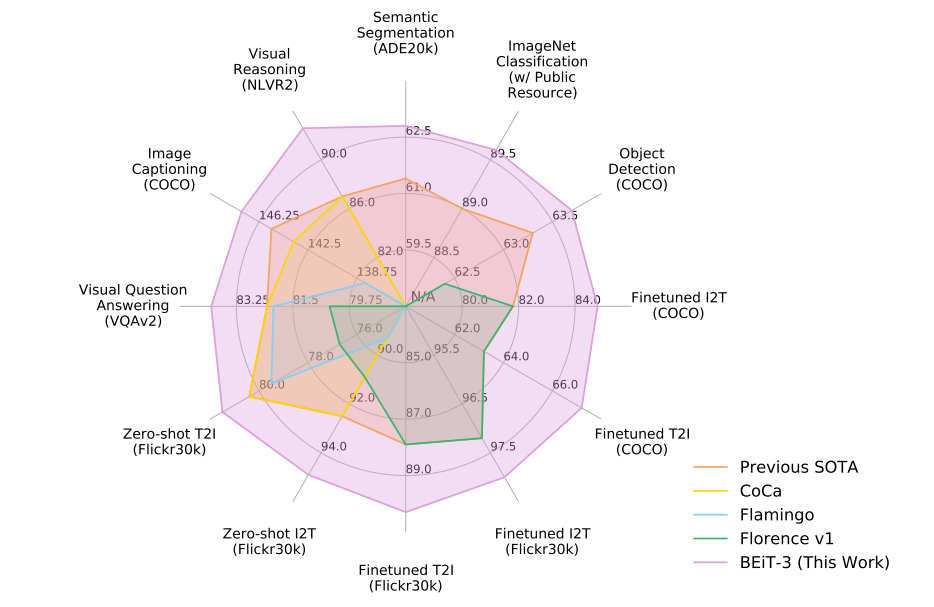 Semantic
Segmentation
(ADE20k)
ImageNet
Classification
(w/ Public
Resource)
Visual
Reasoning
(NLVR2)
Object
Detection
(COCO)
Image
Captioning
(COCO)
Visual Question
Answering
(VQAv2)
Finetuned I2T
(COCO)
Zero-shot T2I
(Flickr30k)
Finetuned T2I
(COCO)
Zero-shot I2T
(Flickr30k)
Finetuned I2T
(Flickr30k)
Finetuned T2I
(Flickr30k)
62.5
61.0
59.5
89.5
89.0
88.5
63.5
63.0
62.5
84.0
82.0
80.0
66.0
64.0
62.0
97.5
96.5
95.5
89.0
87.0
85.0
94.0
92.0
90.0
80.0
78.0
76.0
83.25
81.5
79.75
146.25
142.5
138.75
90.0
86.0
82.0
N/A
Previous SOTA
CoCa
Flamingo
Florence v1
BEiT-3 (This Work)